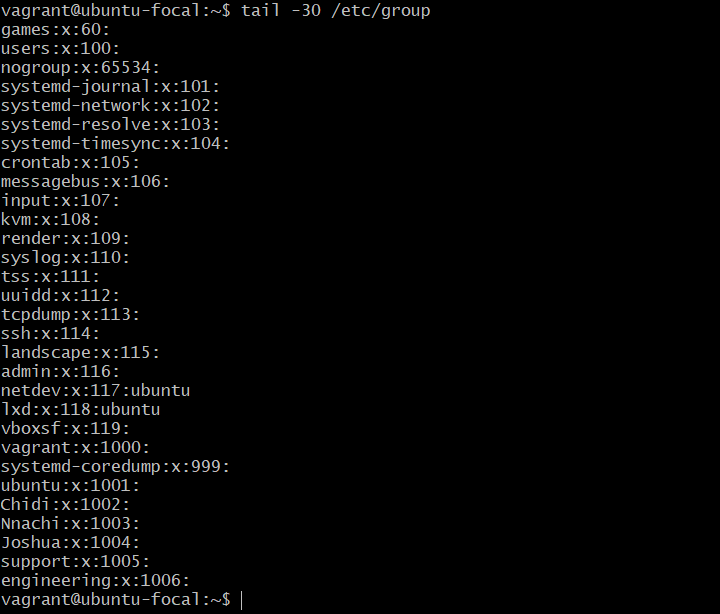 vagrant@ubuntu-focal:~$ tail -30 /etc/group
games:x:60:
users:x:100:
nogroup:x:65534:
systemd-journal:x:101:
systemd-network:x:102:
systemd-resolve:x:103:
systemd-timesync:x:104:
crontab:x:105:
messagebus:x:106:
input:x:107:
kvm:x:108:
render:x:109:
syslog:x:110:
tss:x:111:
uuidd:x:112:
tcpdump:x:113:
ssh:x:114:
landscape:x:115:
admin:x:116:
netdev:x:117:ubuntu
lxd:x:118:ubuntu
vboxsf:x:119:
vagrant:x:1000:
systemd-coredump:x:999:
ubuntu:x:1001:
Chidi:x:1002:
Nnachi:x:1003:
Joshua:x:1004:
support:x:1005:
engineering:x:1006:
vagrant@ubuntu-focal:~$